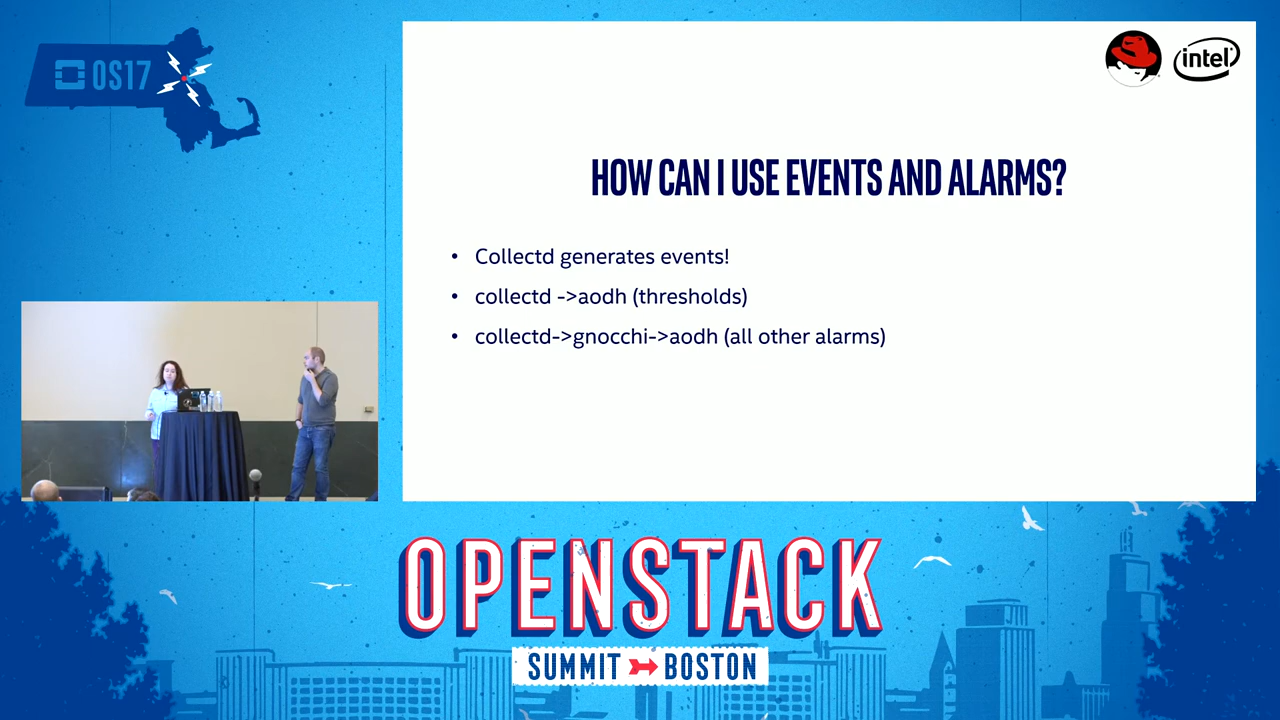 OS17
intel
HOW CAN I USE EVENTS AND ALARMS?
• Collectd generates events!
• collectd ->aodh (thresholds)
• collectd->gnocchi->aodh (all other alarms)
OPENSTACK
SUMMIT BOSTON